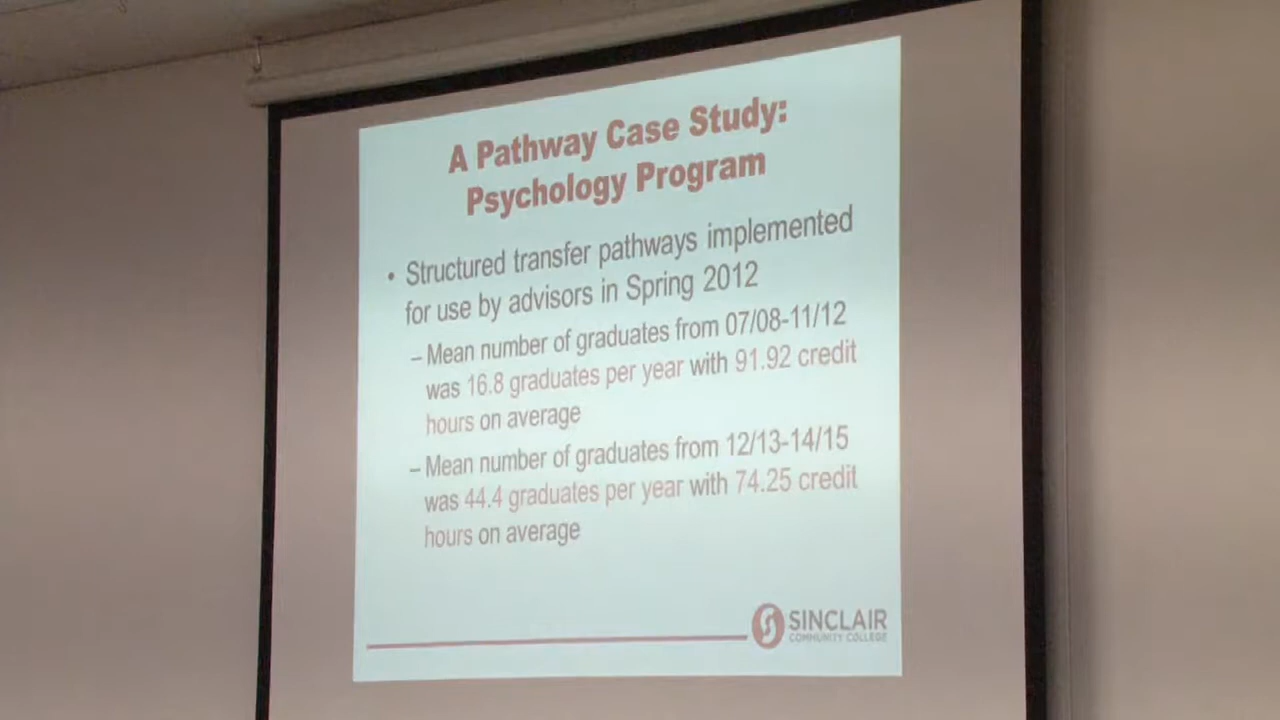 A Pathway Case Study:
Psychology Program
• Structured transfer pathways implemented
for use by advisors in Spring 2012
– Mean number of graduates from 07/08-11/12
was 16.8 graduates per year with 91.92 credit
hours on average
– Mean number of graduates from 12/13-14/15
was 44.4 graduates per year with 74.25 credit
hours on average
SINCLAIR
COMMUNITY COLLEGE